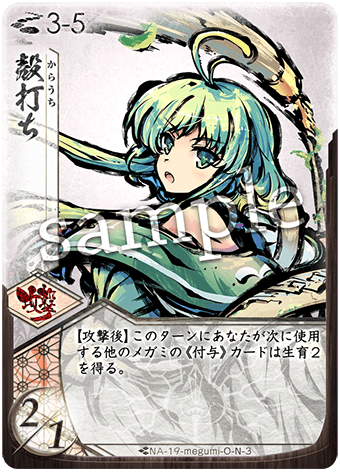 3-5
殻打ち
からうち
sample
攻撃
【攻撃後】このターンにあなたが次に使用
する他のメガミの《付与》カードは生育2
を得る。
2/1
NA-19-megumi-O-N-3